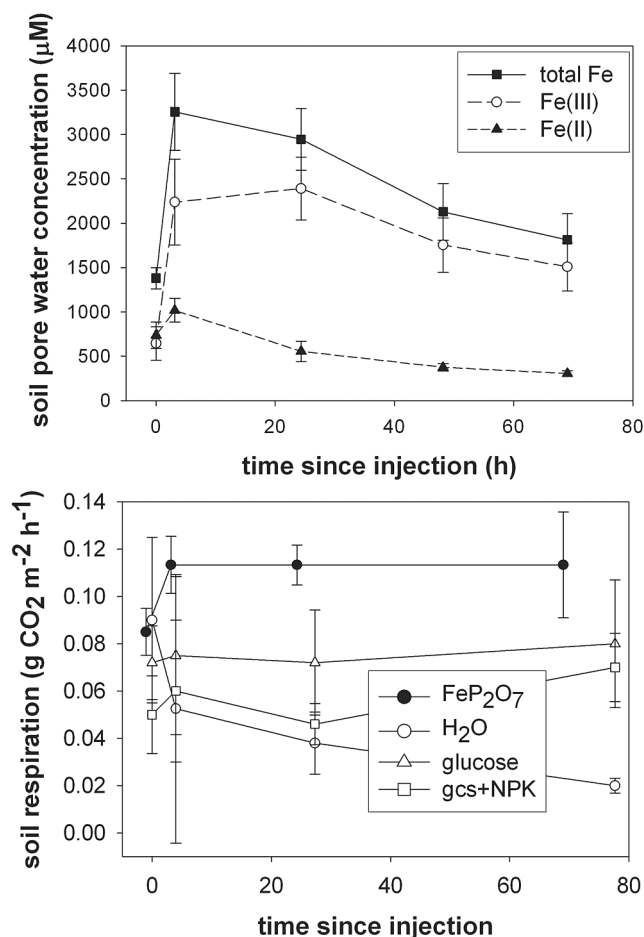 soil pore water concentration (μM)
4000
3500
3000
2500
2000
1500
1000
500
0
total Fe
Fe(III)
Fe(II)
0 20 40 60 80
time since injection (h)
soil respiration (g CO2 m-2 h-1)
0.14
0.12
0.10
0.08
0.06
0.04
0.02
0.00
FeP2O7
H2O
glucose
gcs+NPK
0 20 40 60 80
time since injection